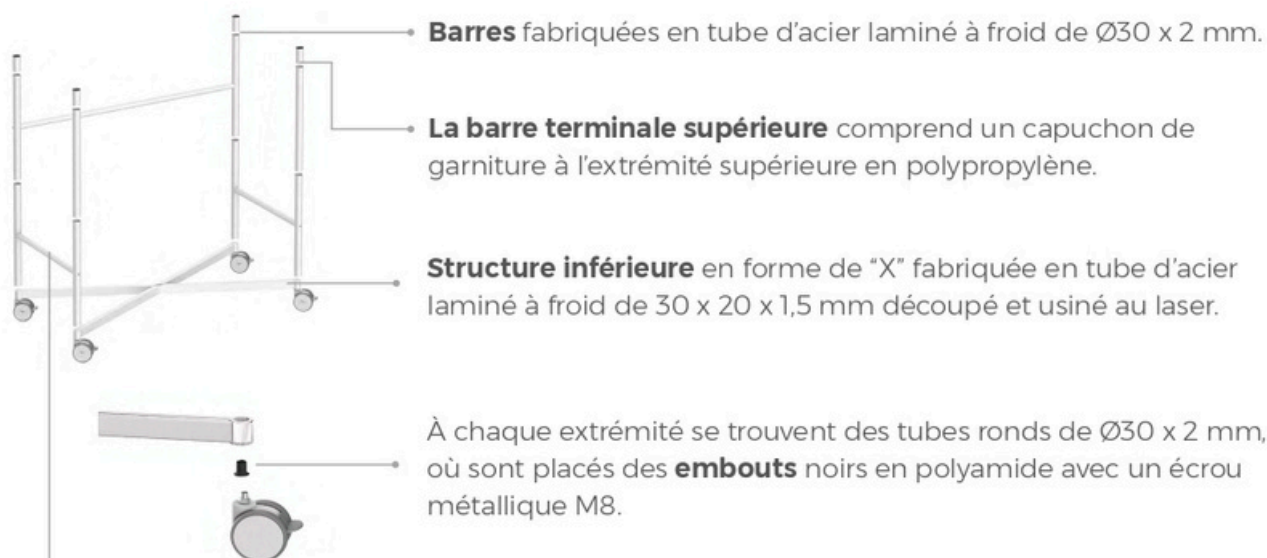 Barres fabriquées en tube d’acier laminé à froid de Ø30 x 2 mm.
La barre terminale supérieure comprend un capuchon de
garniture à l’extrémité supérieure en polypropylène.
Structure inférieure en forme de “X” fabriquée en tube d’acier
laminé à froid de 30 x 20 x 1,5 mm découpé et usiné au laser.
À chaque extrémité se trouvent des tubes ronds de Ø30 x 2 mm,
où sont placés des embouts noirs en polyamide avec un écrou
métallique M8.